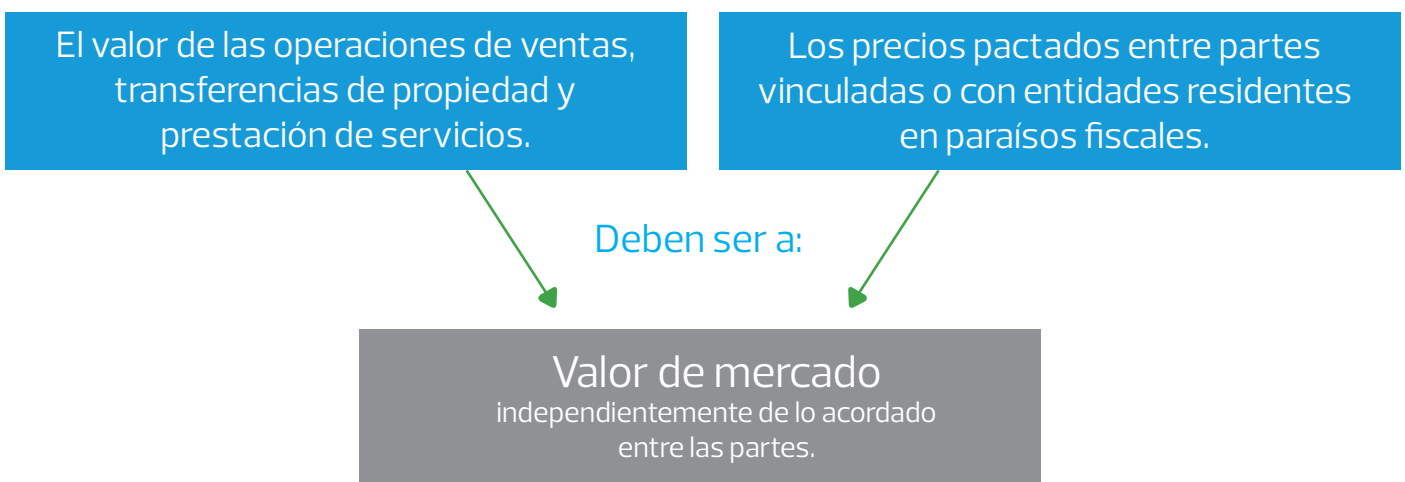 El valor de las operaciones de ventas,
transferencias de propiedad y
prestación de servicios.
Los precios pactados entre partes
vinculadas o con entidades residentes
en paraísos fiscales.
Deben ser a:
Valor de mercado
independientemente de lo acordado
entre las partes.